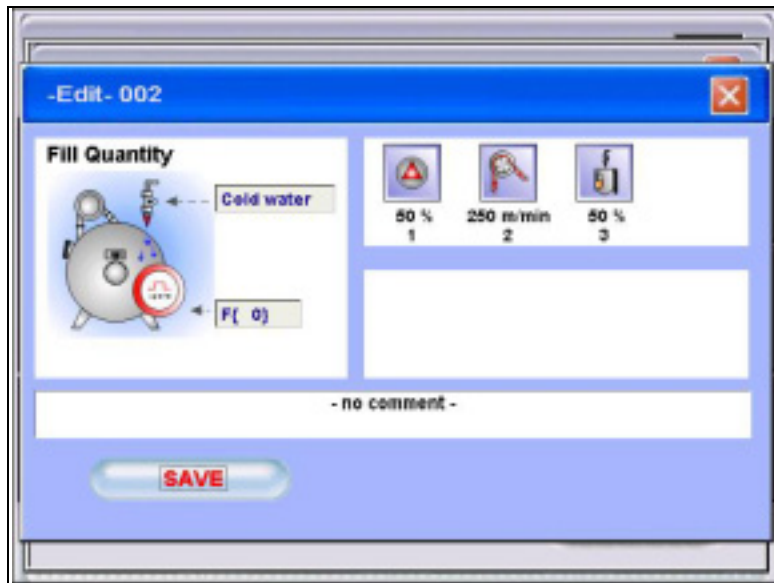 -Edit- 002
Fill Quantity
Cold water
F( 0)
50 %
1
250 m/min
2
F
50 %
3
- no comment -
SAVE